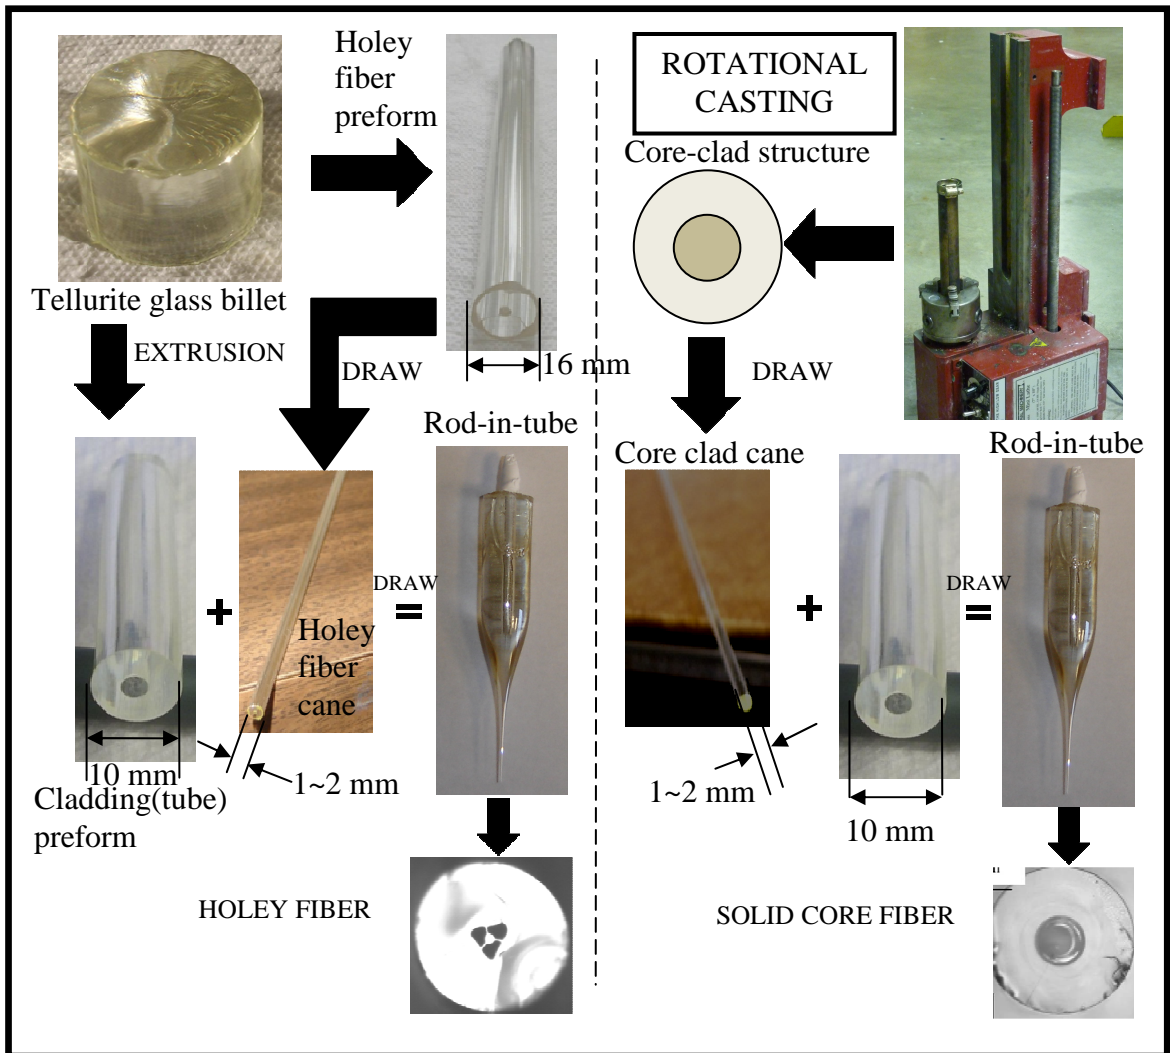 Holey
fiber
preform
Tellurite glass billet
EXTRUSION
DRAW
16 mm
Rod-in-tube
+
DRAW
=
Holey
fiber
cane
10 mm
1~2 mm
Cladding(tube)
preform
HOLEY FIBER
ROTATIONAL
CASTING
Core-clad structure
DRAW
Core clad cane
Rod-in-tube
+
DRAW
=
1~2 mm
10 mm
SOLID CORE FIBER